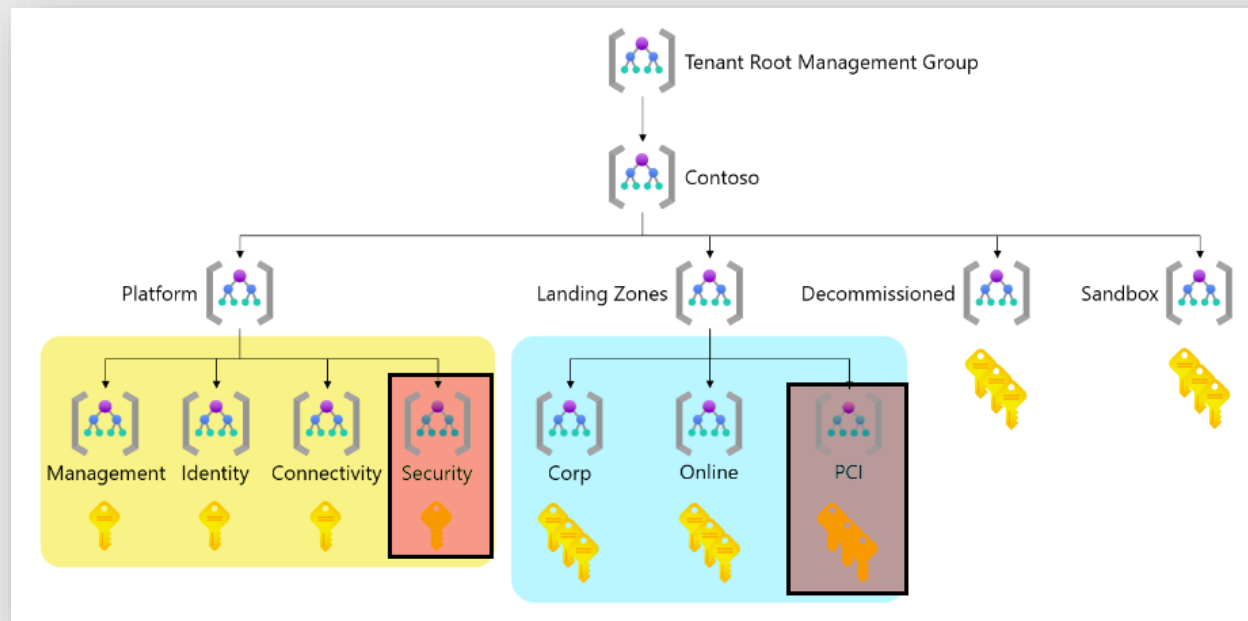 Tenant Root Management Group
Contoso
Platform
Landing Zones
Decommissioned
Sandbox
Management
Identity
Connectivity
Security
Corp
Online
PCI